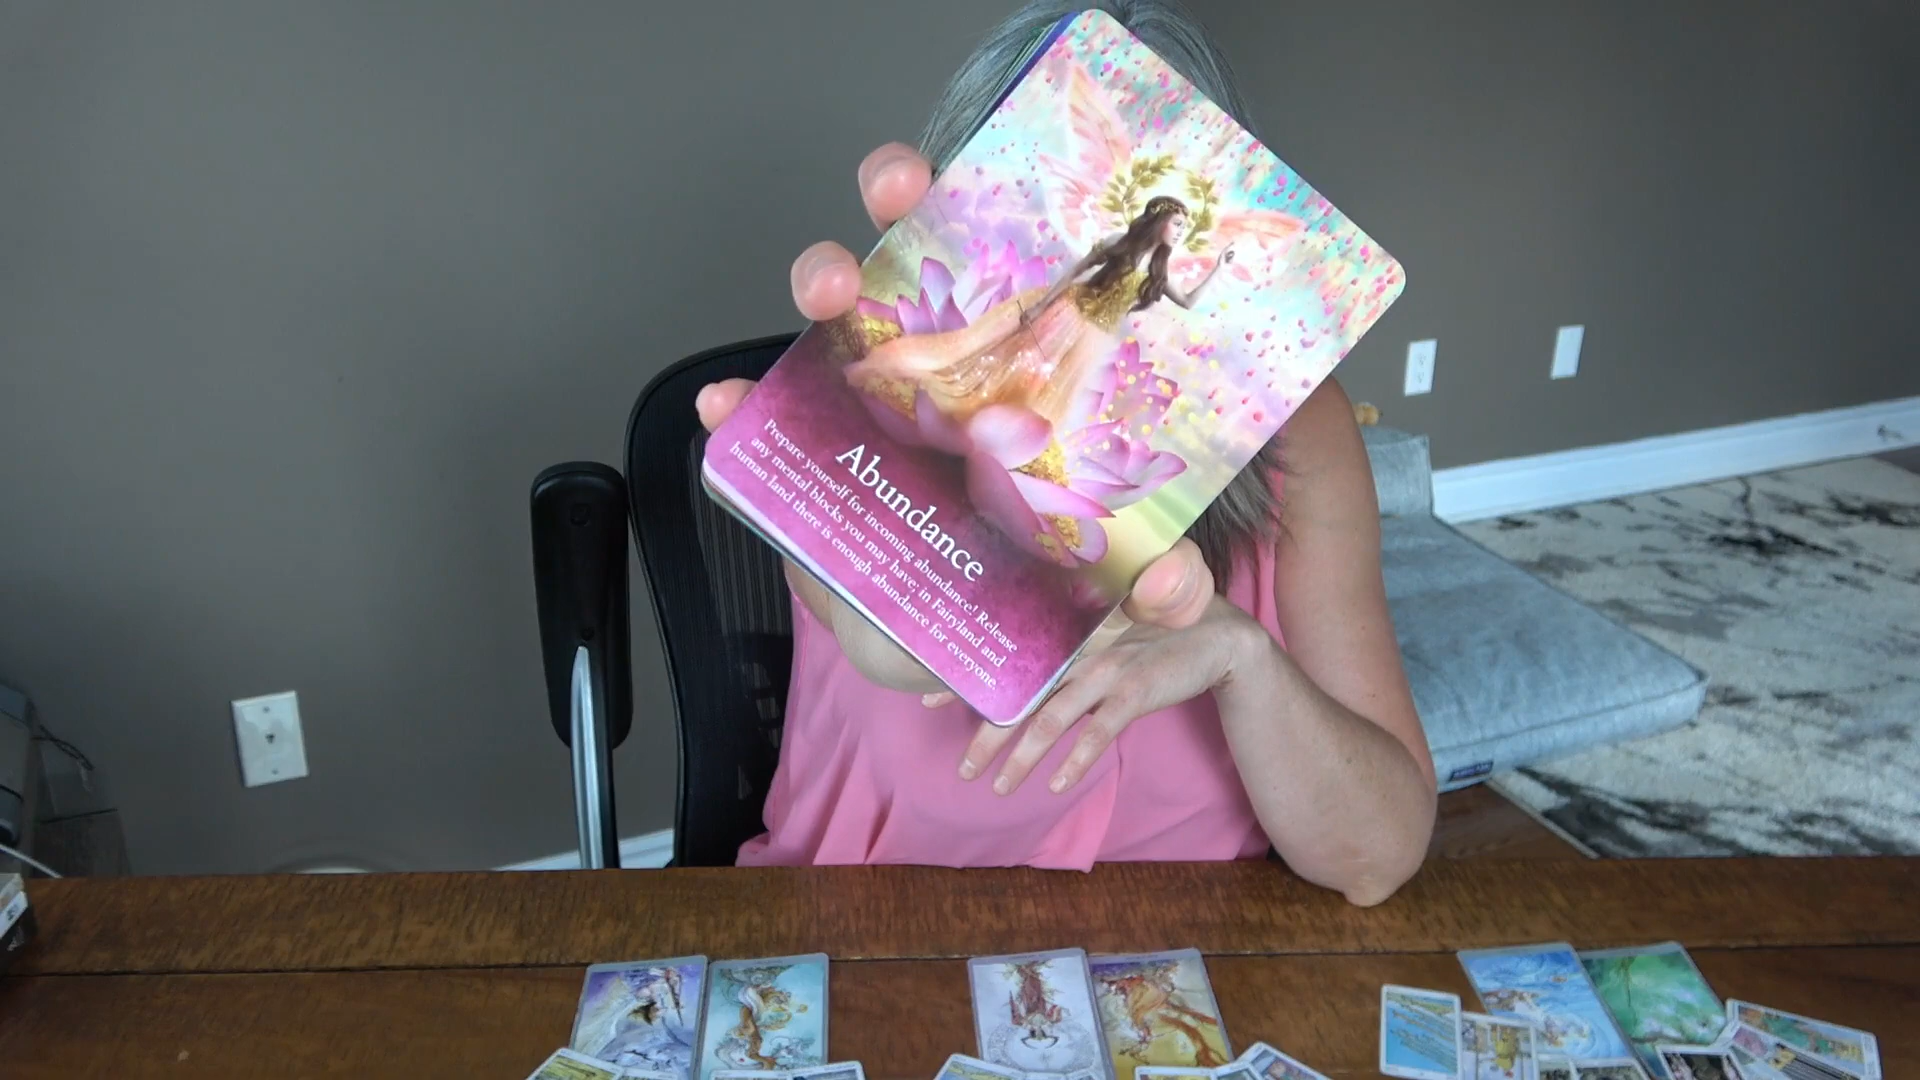 Abundance
Prepare yourself for incoming abundance! Release
any mental blocks you may have; in Fairyland and
human land there is enough abundance for everyone.